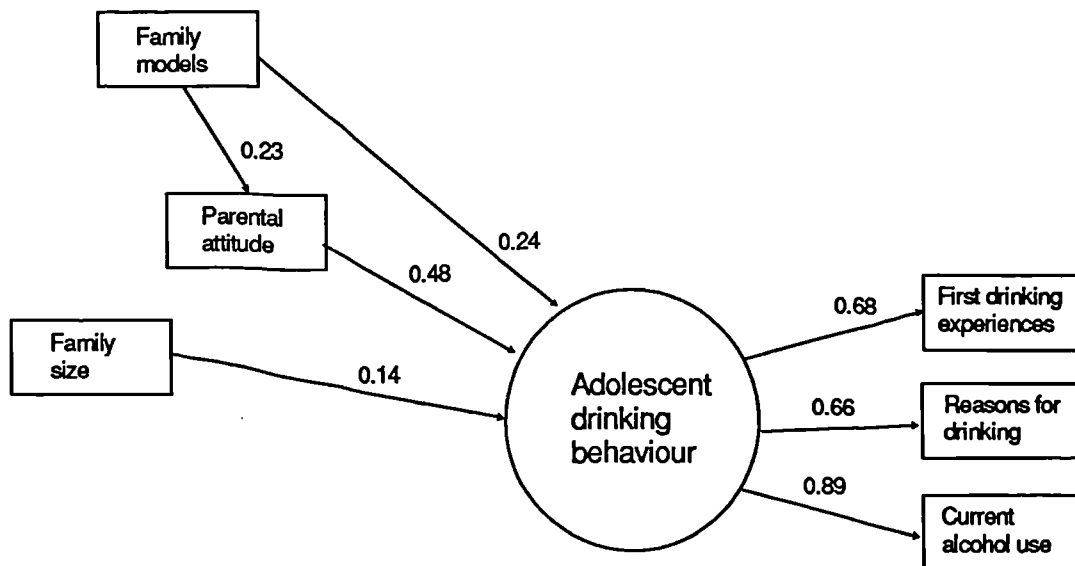 Family
models
0.23
Parental
attitude
0.24
0.48
Family
size
0.14
Adolescent
drinking
behaviour
0.68
First drinking
experiences
0.66
Reasons for
drinking
0.89
Current
alcohol use